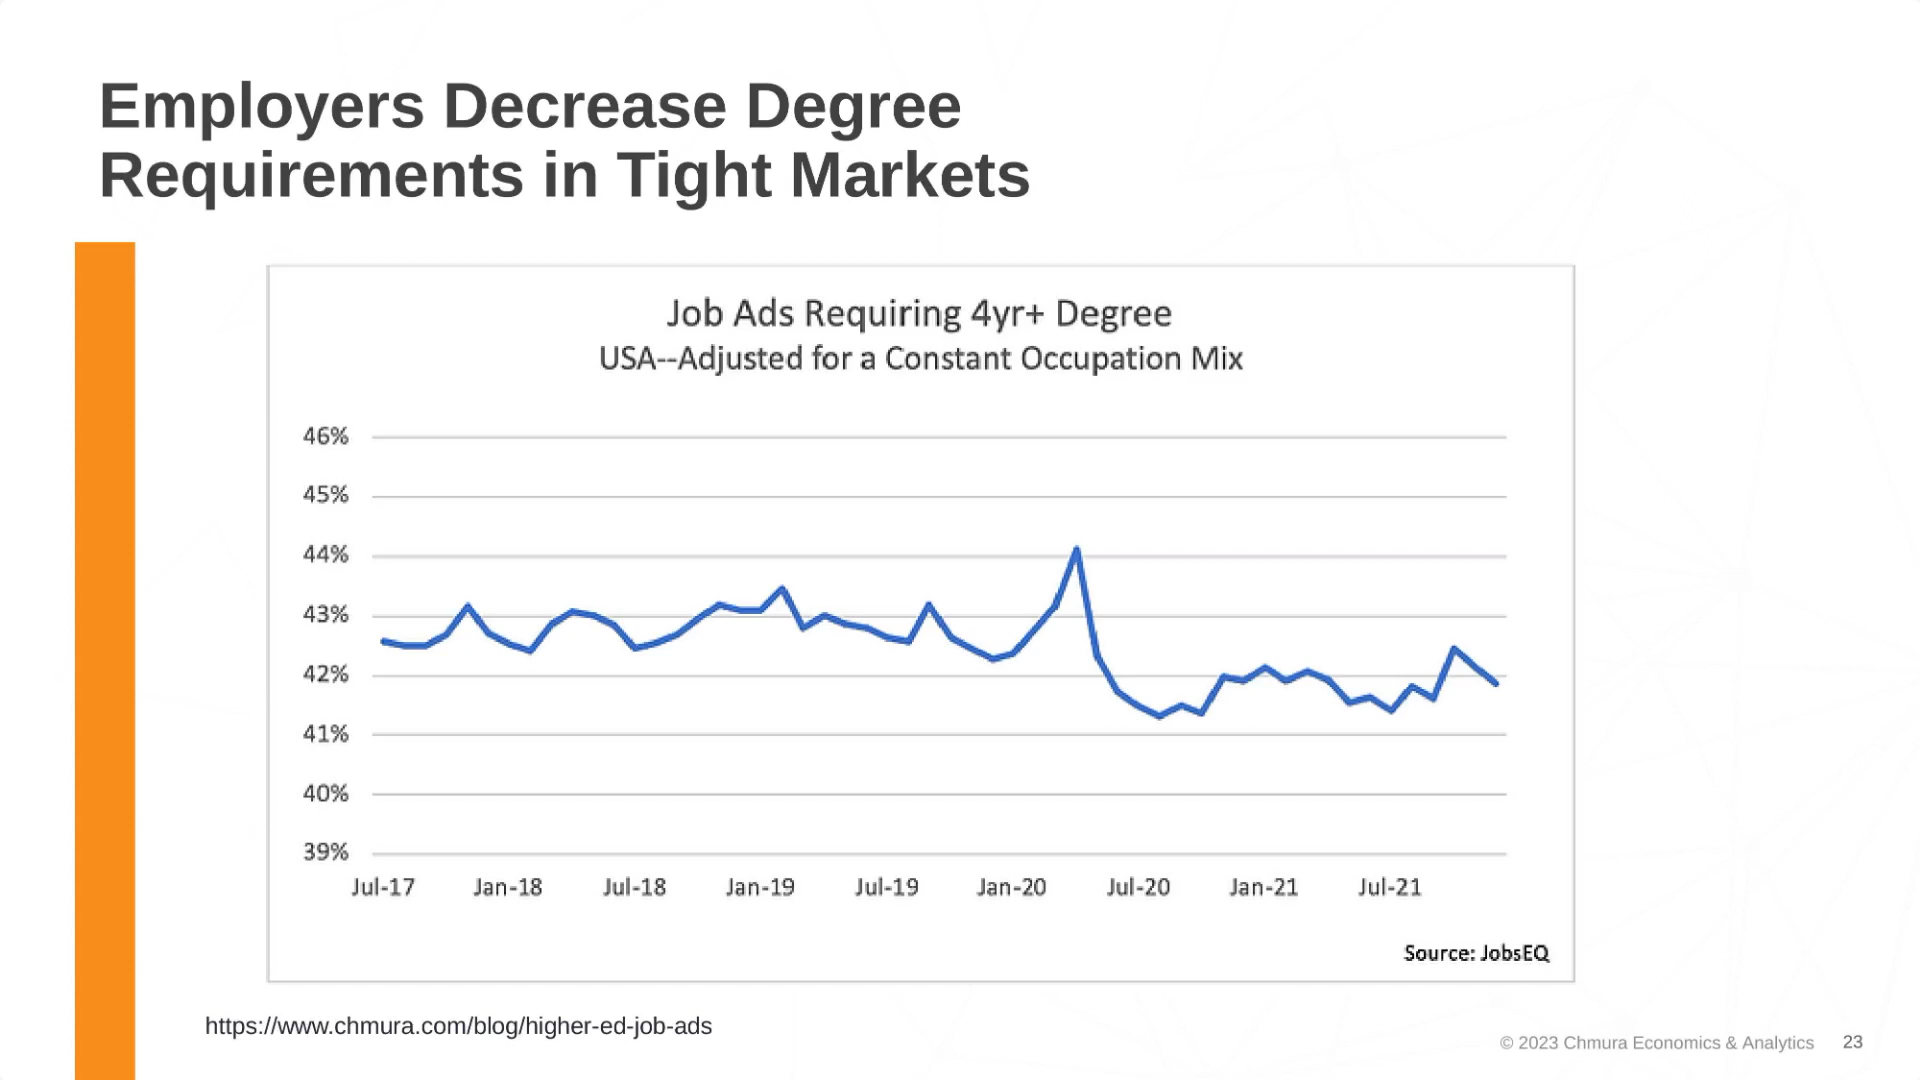 Employers Decrease Degree
Requirements in Tight Markets
Job Ads Requiring 4yr+ Degree
USA--Adjusted for a Constant Occupation Mix
46%
45%
44%
43%
42%
41%
40%
39%
Jul-17 Jan-18 Jul-18 Jan-19 Jul-19 Jan-20 Jul-20 Jan-21 Jul-21
Source: JobsEQ
https://www.chmura.com/blog/higher-ed-job-ads
© 2023 Chmura Economics & Analytics 23